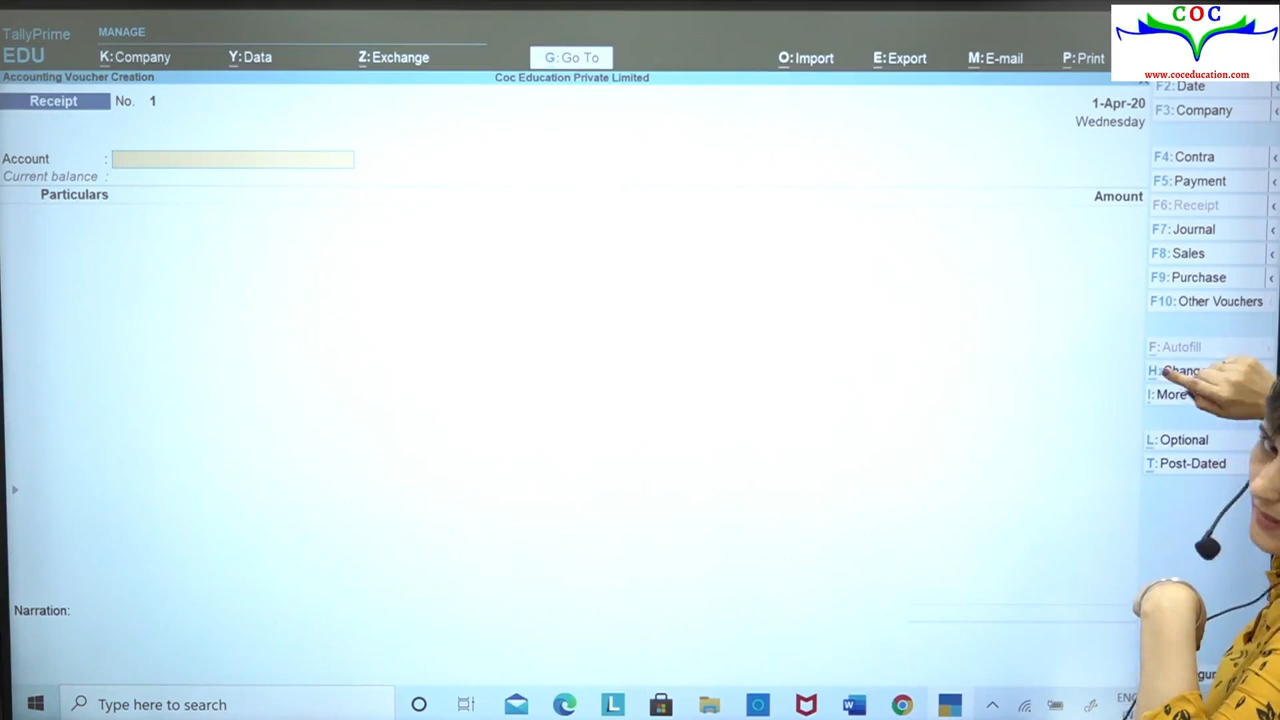 TallyPrime
EDU
MANAGE
K: Company
Y: Data
Z: Exchange
G: Go To
O: Import
E: Export
M: E-mail
P: Print
COC
www.coceducation.com
Accounting Voucher Creation
Coc Education Private Limited
Receipt No. 1
1-Apr-20
Wednesday
Account :
Current balance :
Particulars
Amount
F2: Date
F3: Company
F4: Contra
F5: Payment
F6: Receipt
F7: Journal
F8: Sales
F9: Purchase
F10: Other Vouchers
F: Autofill
H: Chang
I: More
L: Optional
T: Post-Dated
Narration:
Type here to search